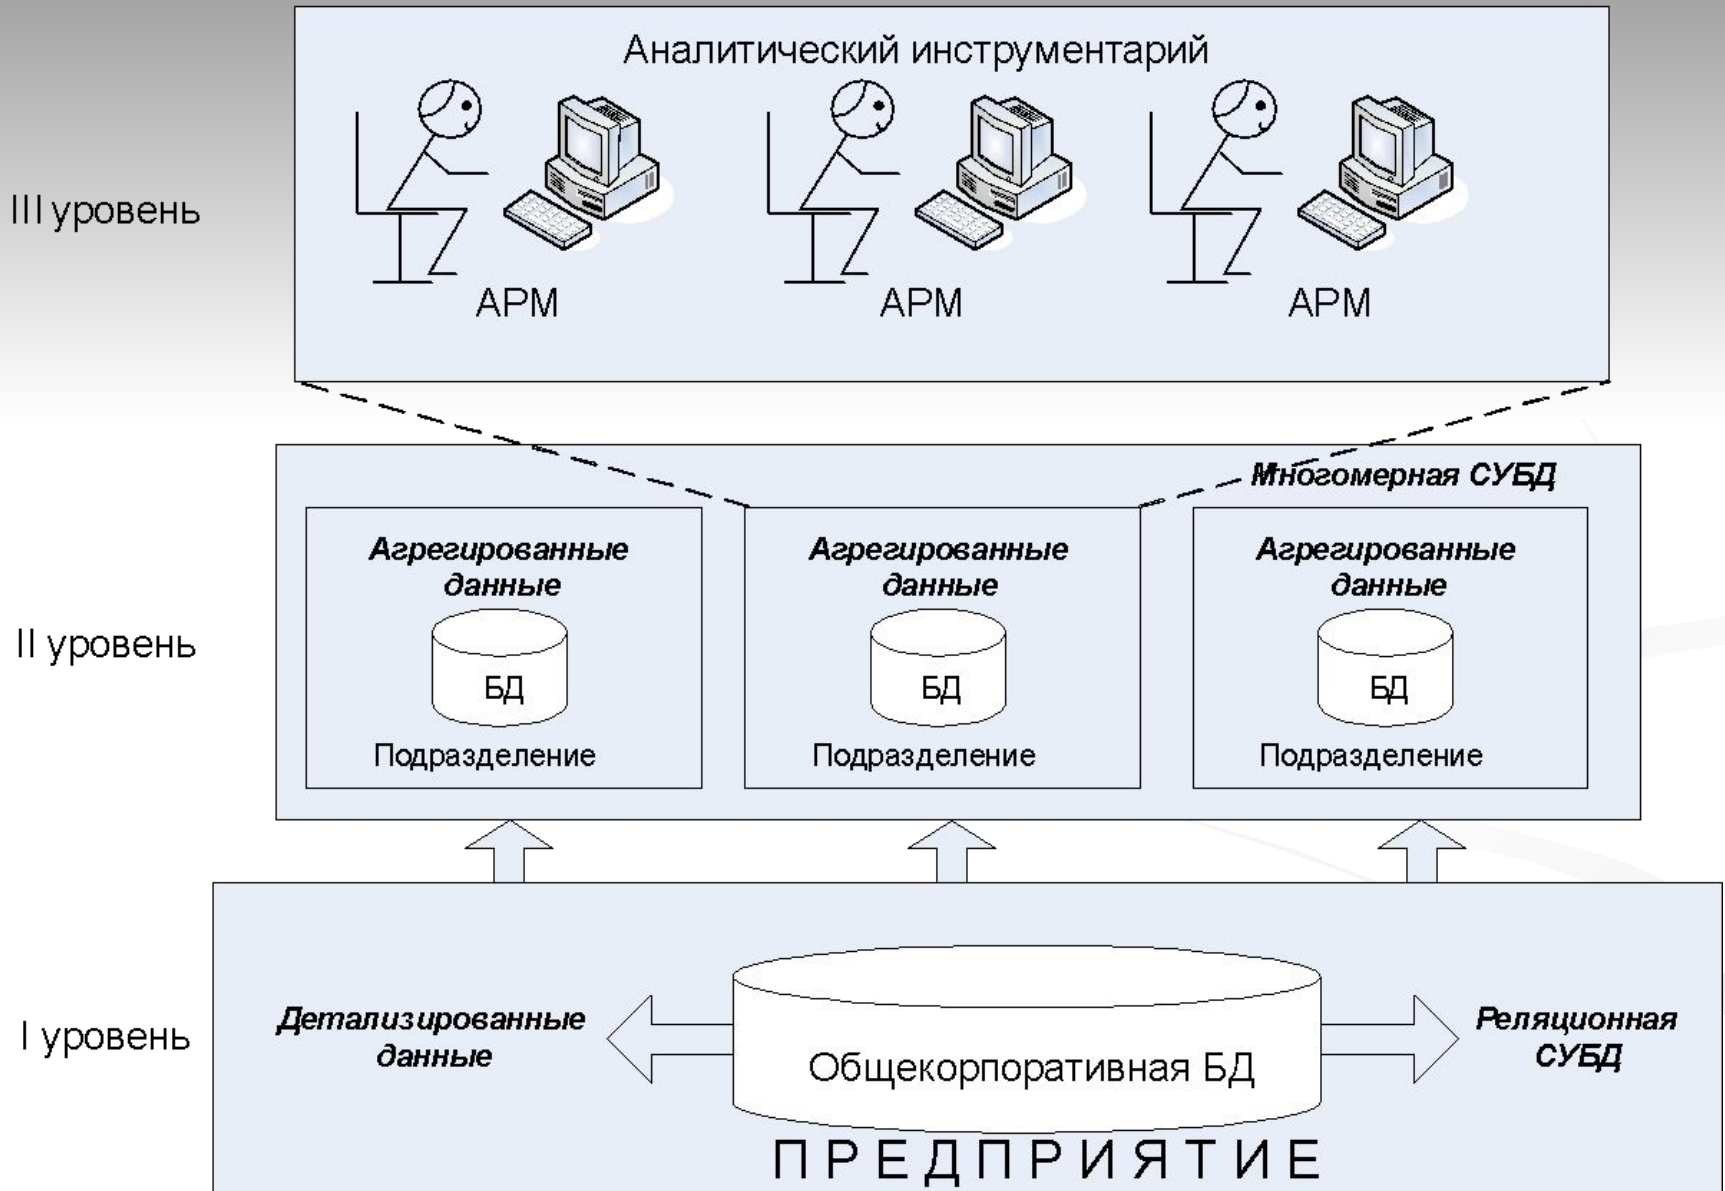 Аналитический инструментарий
III уровень
АРМ АРМ АРМ
Многомерная СУБД
Агрегированные
данные
БД
Подразделение
Агрегированные
данные
БД
Подразделение
Агрегированные
данные
БД
Подразделение
II уровень
I уровень
Детализированные
данные
Общекорпоративная БД
Реляционная
СУБД
ПРЕДПРИЯТИЕ